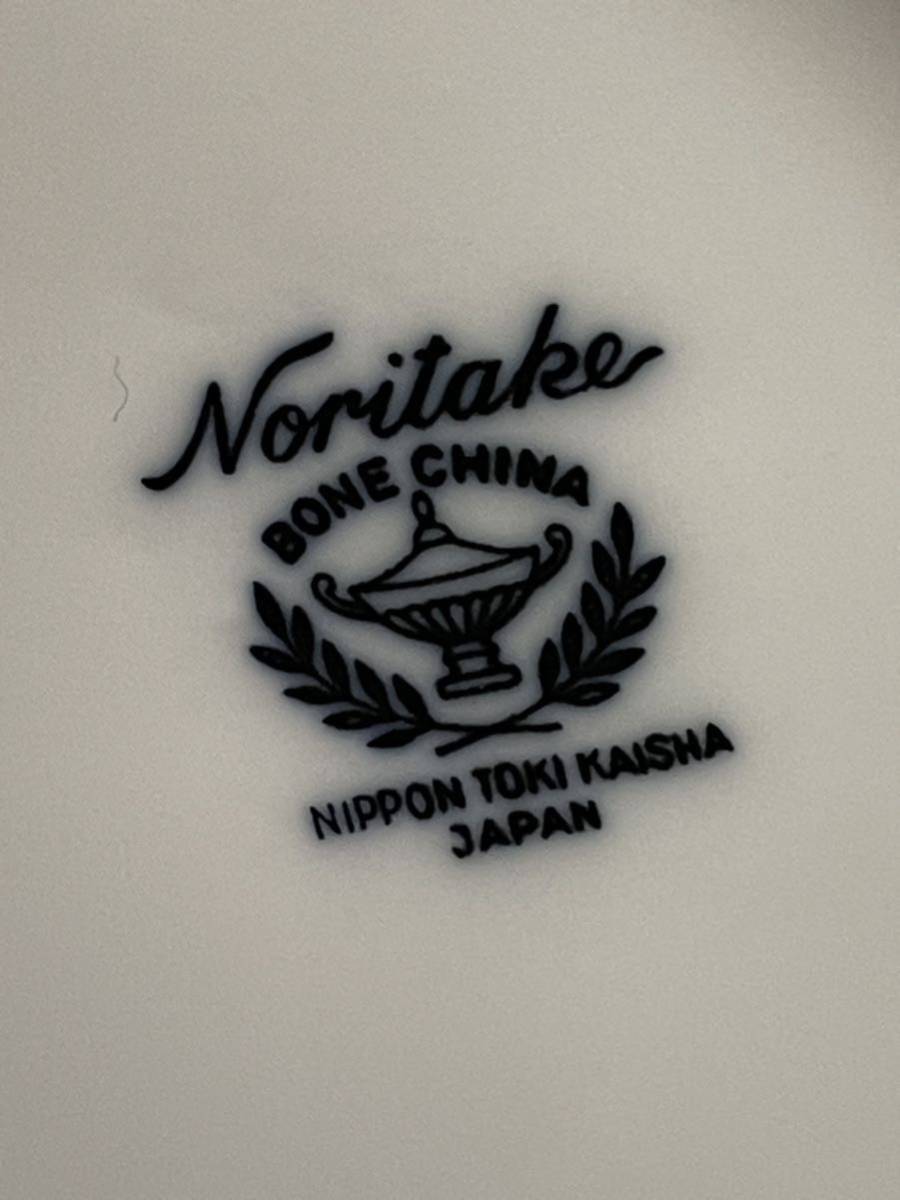 Noritake
BONE CHINA
NIPPON TOKI KAISHA
JAPAN